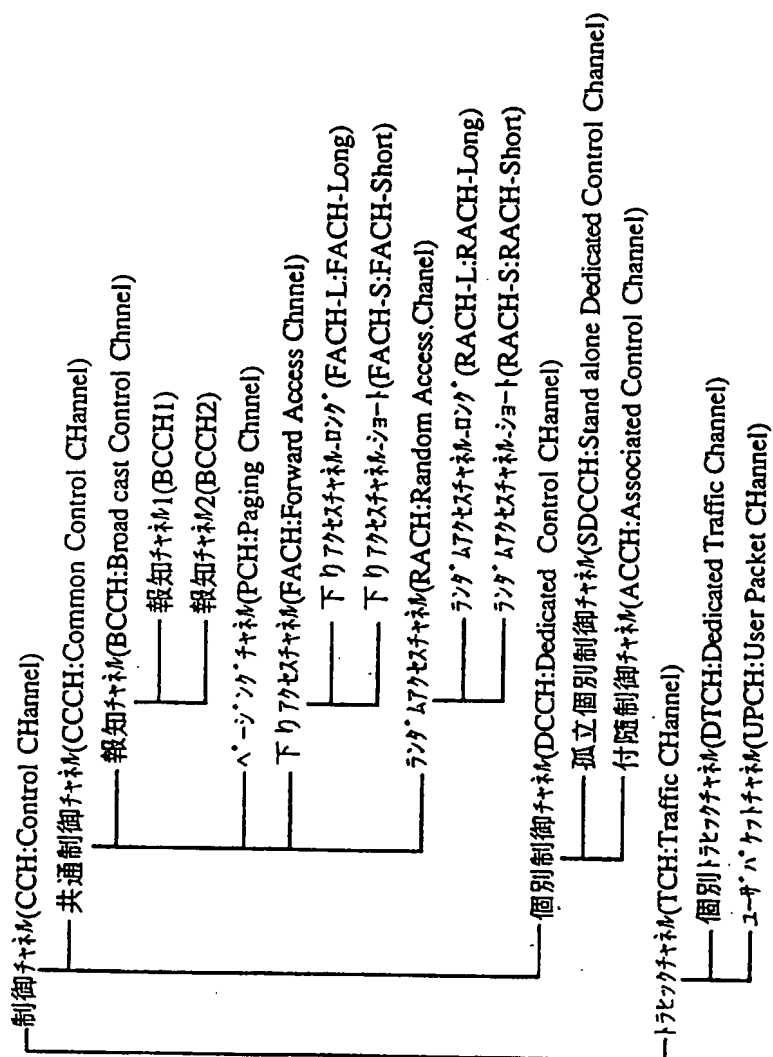 制御ﾁｬﾈﾙ(CCH:Control CHannel)
共通制御ﾁｬﾈﾙ(CCCH:Common Control CHannel)
報知ﾁｬﾈﾙ(BCCH:Broad cast Control Chnnel)
報知ﾁｬﾈﾙ1(BCCH1)
報知ﾁｬﾈﾙ2(BCCH2)
ﾍﾟｰｼﾞﾝｸﾞﾁｬﾈﾙ(PCH:Paging Chnnel)
下りｱｸｾｽﾁｬﾈﾙ(FACH:Forward Access Chnnel)
下りｱｸｾｽﾁｬﾈﾙ-ﾛﾝｸﾞ(FACH-L:FACH-Long)
下りｱｸｾｽﾁｬﾈﾙ-ｼｮｰﾄ(FACH-S:FACH-Short)
ﾗﾝﾀﾞﾑｱｸｾｽﾁｬﾈﾙ(RACH:Random Access.Chanel)
ﾗﾝﾀﾞﾑｱｸｾｽﾁｬﾈﾙ-ﾛﾝｸﾞ(RACH-L:RACH-Long)
ﾗﾝﾀﾞﾑｱｸｾｽﾁｬﾈﾙ-ｼｮｰﾄ(RACH-S:RACH-Short)
個別制御ﾁｬﾈﾙ(DCCH:Dedicated Control CHannel)
孤立個別制御ﾁｬﾈﾙ(SDCCH:Stand alone Dedicated Control Channel)
付随制御ﾁｬﾈﾙ(ACCH:Associated Control Channel)
ﾄﾗﾋｯｸﾁｬﾈﾙ(TCH:Traffic CHannel)
個別ﾄﾗﾋｯｸﾁｬﾈﾙ(DTCH:Dedicated Traffic Channel)
ﾕｰｻﾞﾊﾟｹｯﾄﾁｬﾈﾙ(UPCH:User Packet CHannel)